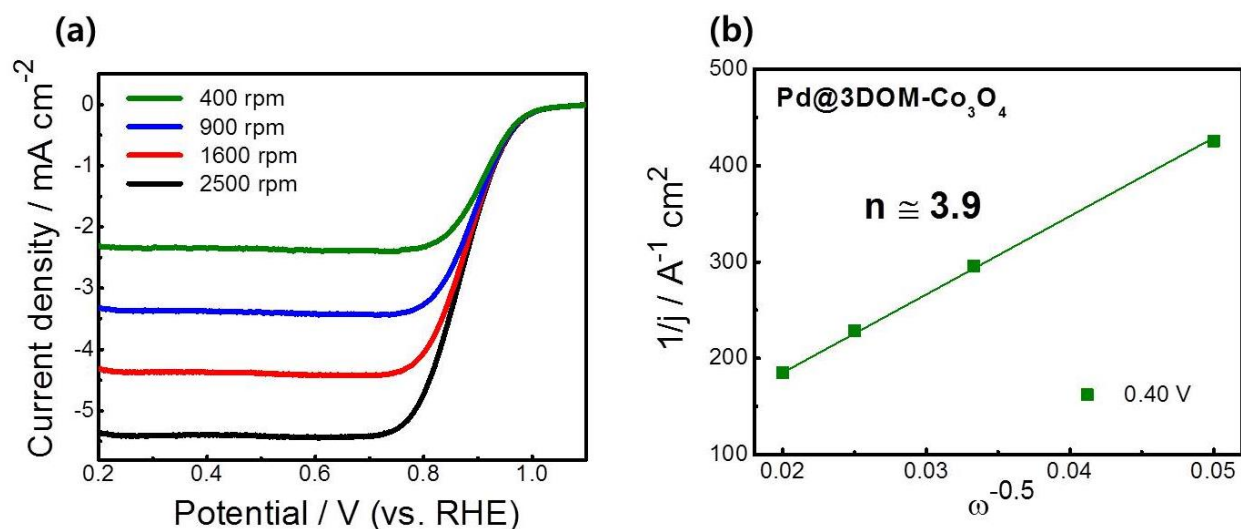 (a)
Current density / mA cm⁻²
0
-1
-2
-3
-4
-5
400 rpm
900 rpm
1600 rpm
2500 rpm
0.2
0.4
0.6
0.8
1.0
Potential / V (vs. RHE)
(b)
1/j / A⁻¹ cm²
500
400
300
200
100
Pd@3DOM-Co₃O₄
n ≅ 3.9
0.40 V
0.02
0.03
0.04
0.05
ω⁻⁰·⁵